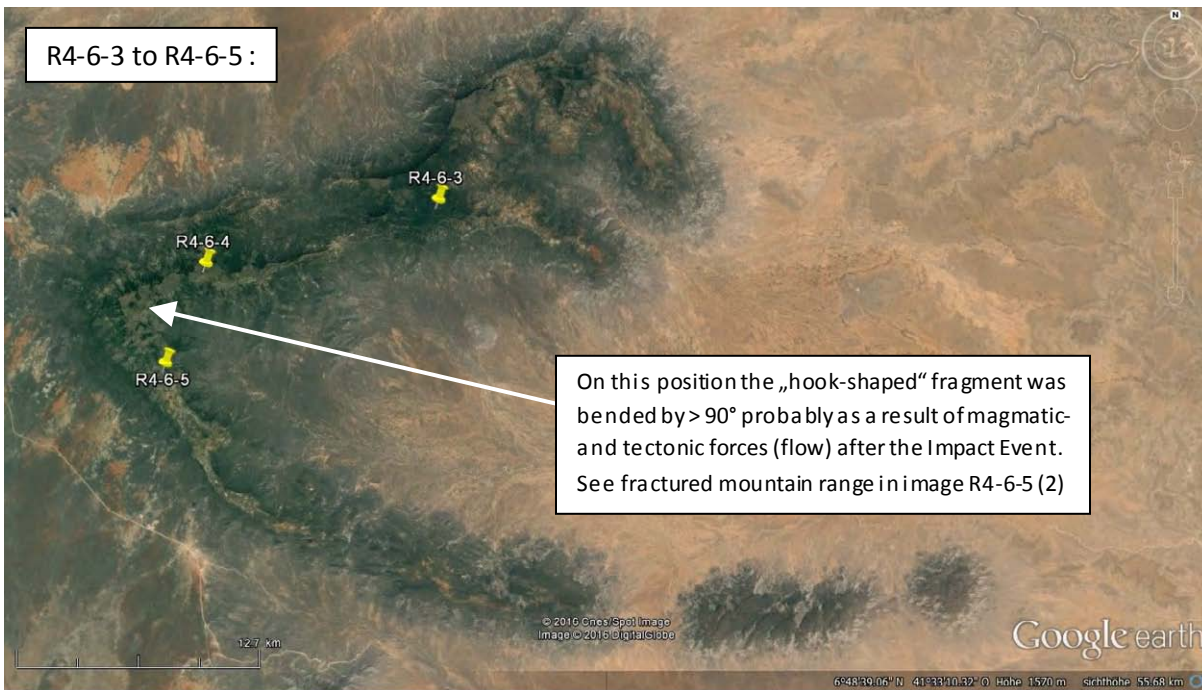 R4-6-3 to R4-6-5 :
N
R4-6-3
R4-6-4
R4-6-5
On this position the „hook-shaped“ fragment was
bended by > 90° probably as a result of magmatic-
and tectonic forces (flow) after the Impact Event.
See fractured mountain range in image R4-6-5 (2)
© 2016 Cnes/Spot Image
Image © 2016 DigitalGlobe
12.7 km
Google earth
6°48'39.06" N 41°33'10.32" O Höhe 1570 m sichthöhe 55.68 km